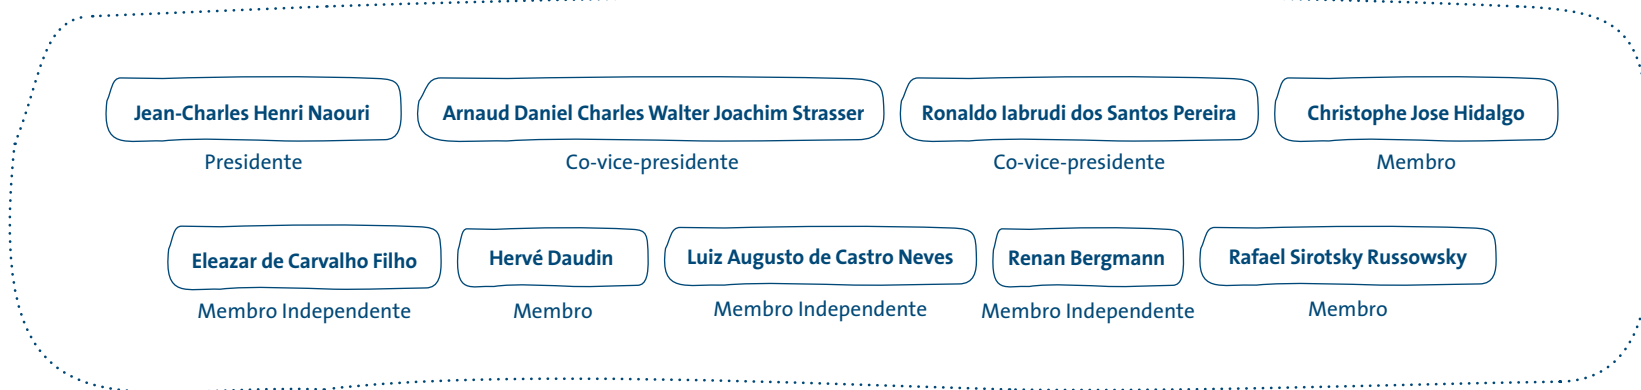 Jean-Charles Henri Naouri
Presidente
Arnaud Daniel Charles Walter Joachim Strasser
Co-vice-presidente
Ronaldo Iabrudi dos Santos Pereira
Co-vice-presidente
Christophe Jose Hidalgo
Membro
Eleazar de Carvalho Filho
Membro Independente
Hervé Daudin
Membro
Luiz Augusto de Castro Neves
Membro Independente
Renan Bergmann
Membro Independente
Rafael Sirotsky Russowsky
Membro